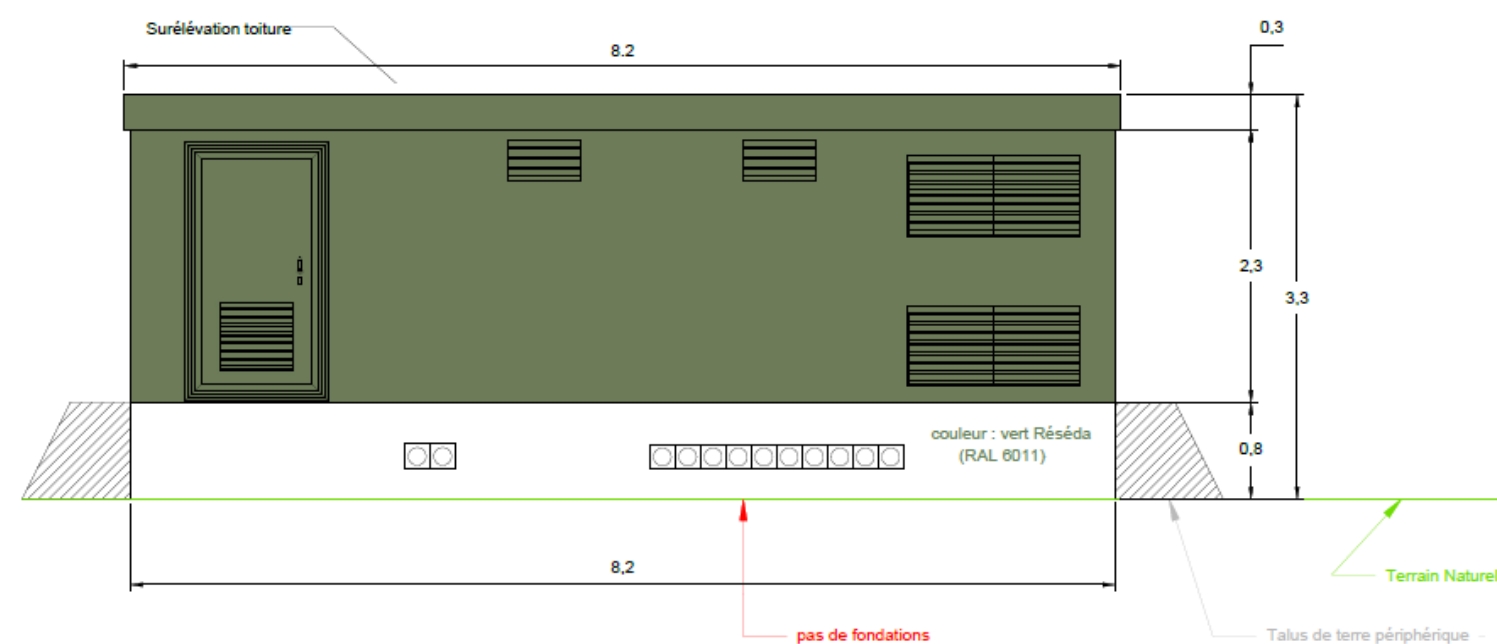 Surélévation toiture
0,3
8.2
2,3
3,3
couleur : vert Réséda
(RAL 6011)
0,8
8,2
Terrain Naturel
pas de fondations
Talus de terre périphérique